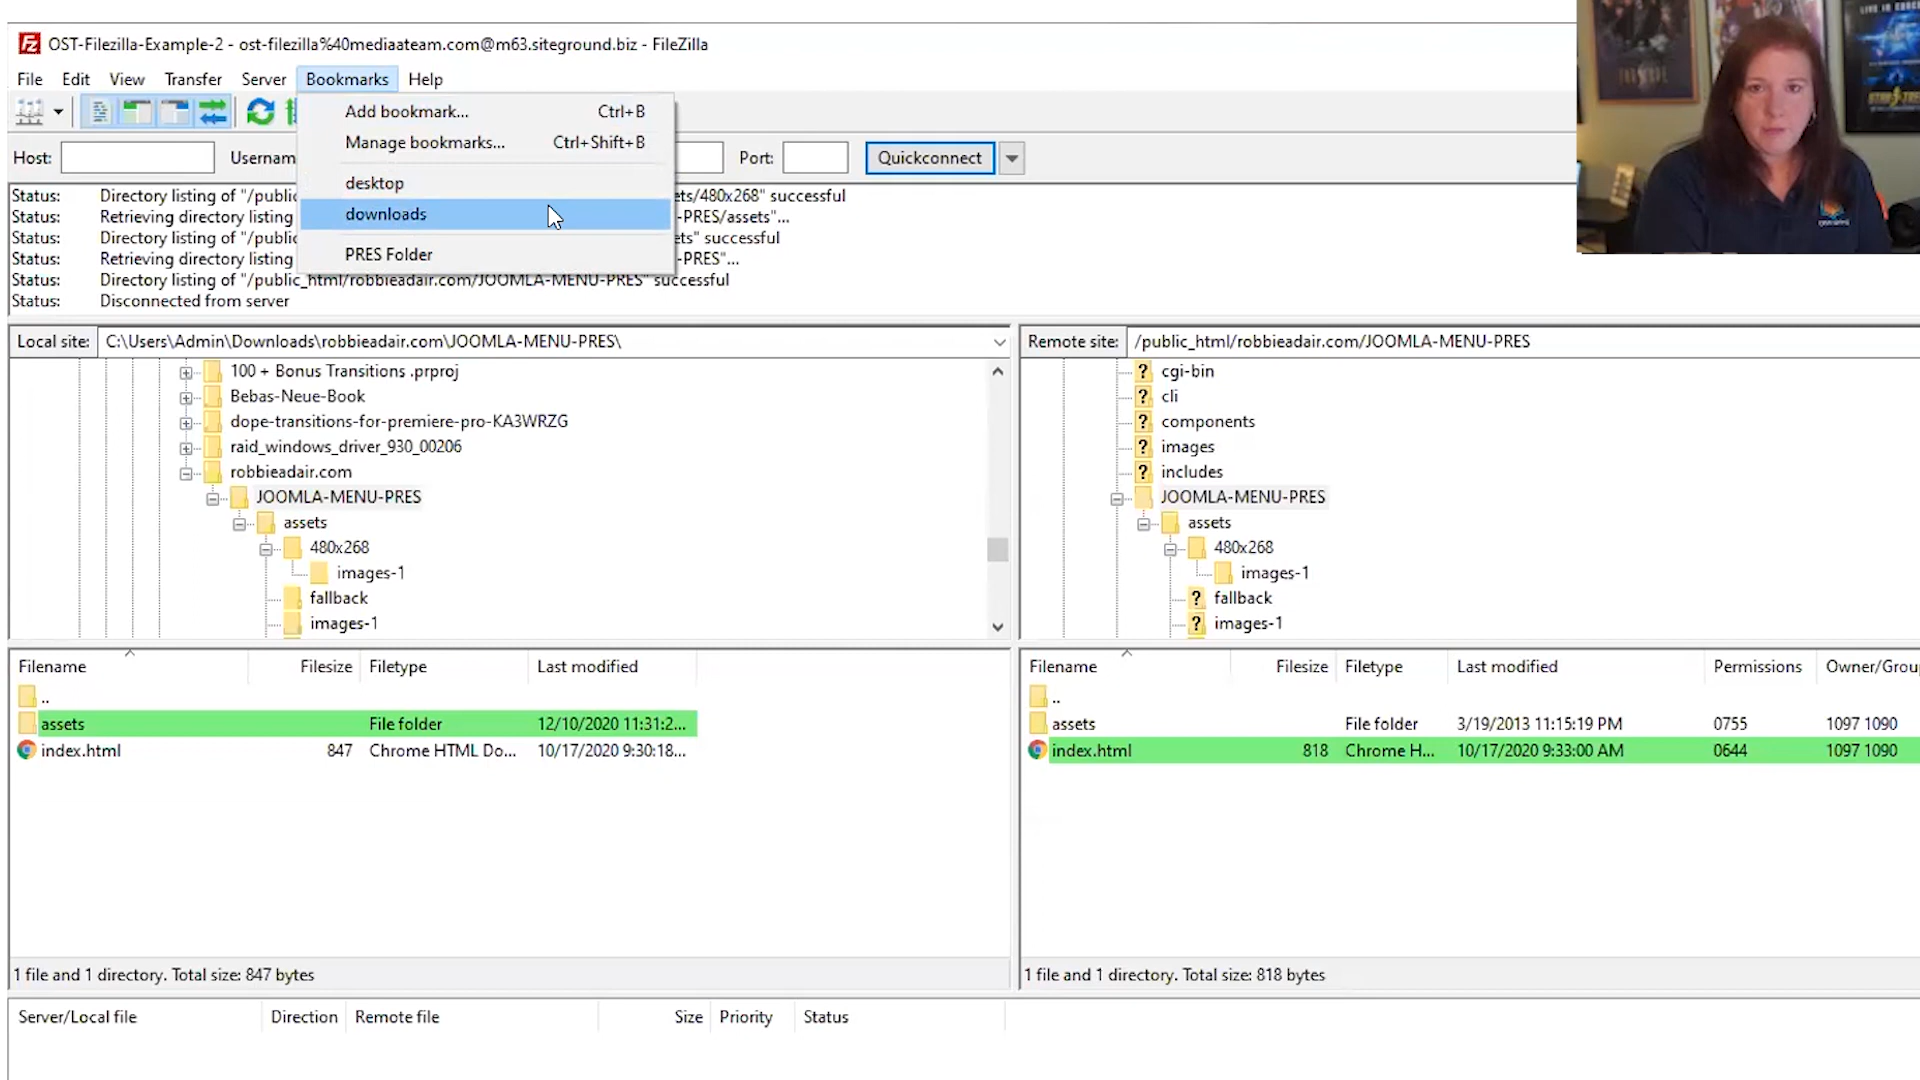 OST-Filezilla-Example-2 - ost-filezilla%40mediaateam.com@m63.siteground.biz - FileZilla
File Edit View Transfer Server Bookmarks Help
Add bookmark... Ctrl+B
Manage bookmarks... Ctrl+Shift+B
desktop
downloads
PRES Folder
Host: Usernam Port: Quickconnect
Status: Directory listing of "/public ets/480x268" successful
Status: Retrieving directory listing -PRES/assets"...
Status: Directory listing of "/public ets" successful
Status: Retrieving directory listing -PRES"...
Status: Directory listing of "/public_html/robbieadair.com/JOOMLA-MENU-PRES" successful
Status: Disconnected from server
Local site: C:\Users\Admin\Downloads\robbieadair.com\JOOMLA-MENU-PRES\
100 + Bonus Transitions .prproj
Bebas-Neue-Book
dope-transitions-for-premiere-pro-KA3WRZG
raid_windows_driver_930_00206
robbieadair.com
JOOMLA-MENU-PRES
assets
480x268
images-1
fallback
images-1
Remote site: /public_html/robbieadair.com/JOOMLA-MENU-PRES
? cgi-bin
? cli
? components
? images
? includes
JOOMLA-MENU-PRES
assets
480x268
images-1
? fallback
? images-1
Filename Filesize Filetype Last modified
..
assets File folder 12/10/2020 11:31:2...
index.html 847 Chrome HTML Do... 10/17/2020 9:30:18...
1 file and 1 directory. Total size: 847 bytes
Filename Filesize Filetype Last modified Permissions Owner/Grou
..
assets File folder 3/19/2013 11:15:19 PM 0755 1097 1090
index.html 818 Chrome H... 10/17/2020 9:33:00 AM 0644 1097 1090
1 file and 1 directory. Total size: 818 bytes
Server/Local file Direction Remote file Size Priority Status